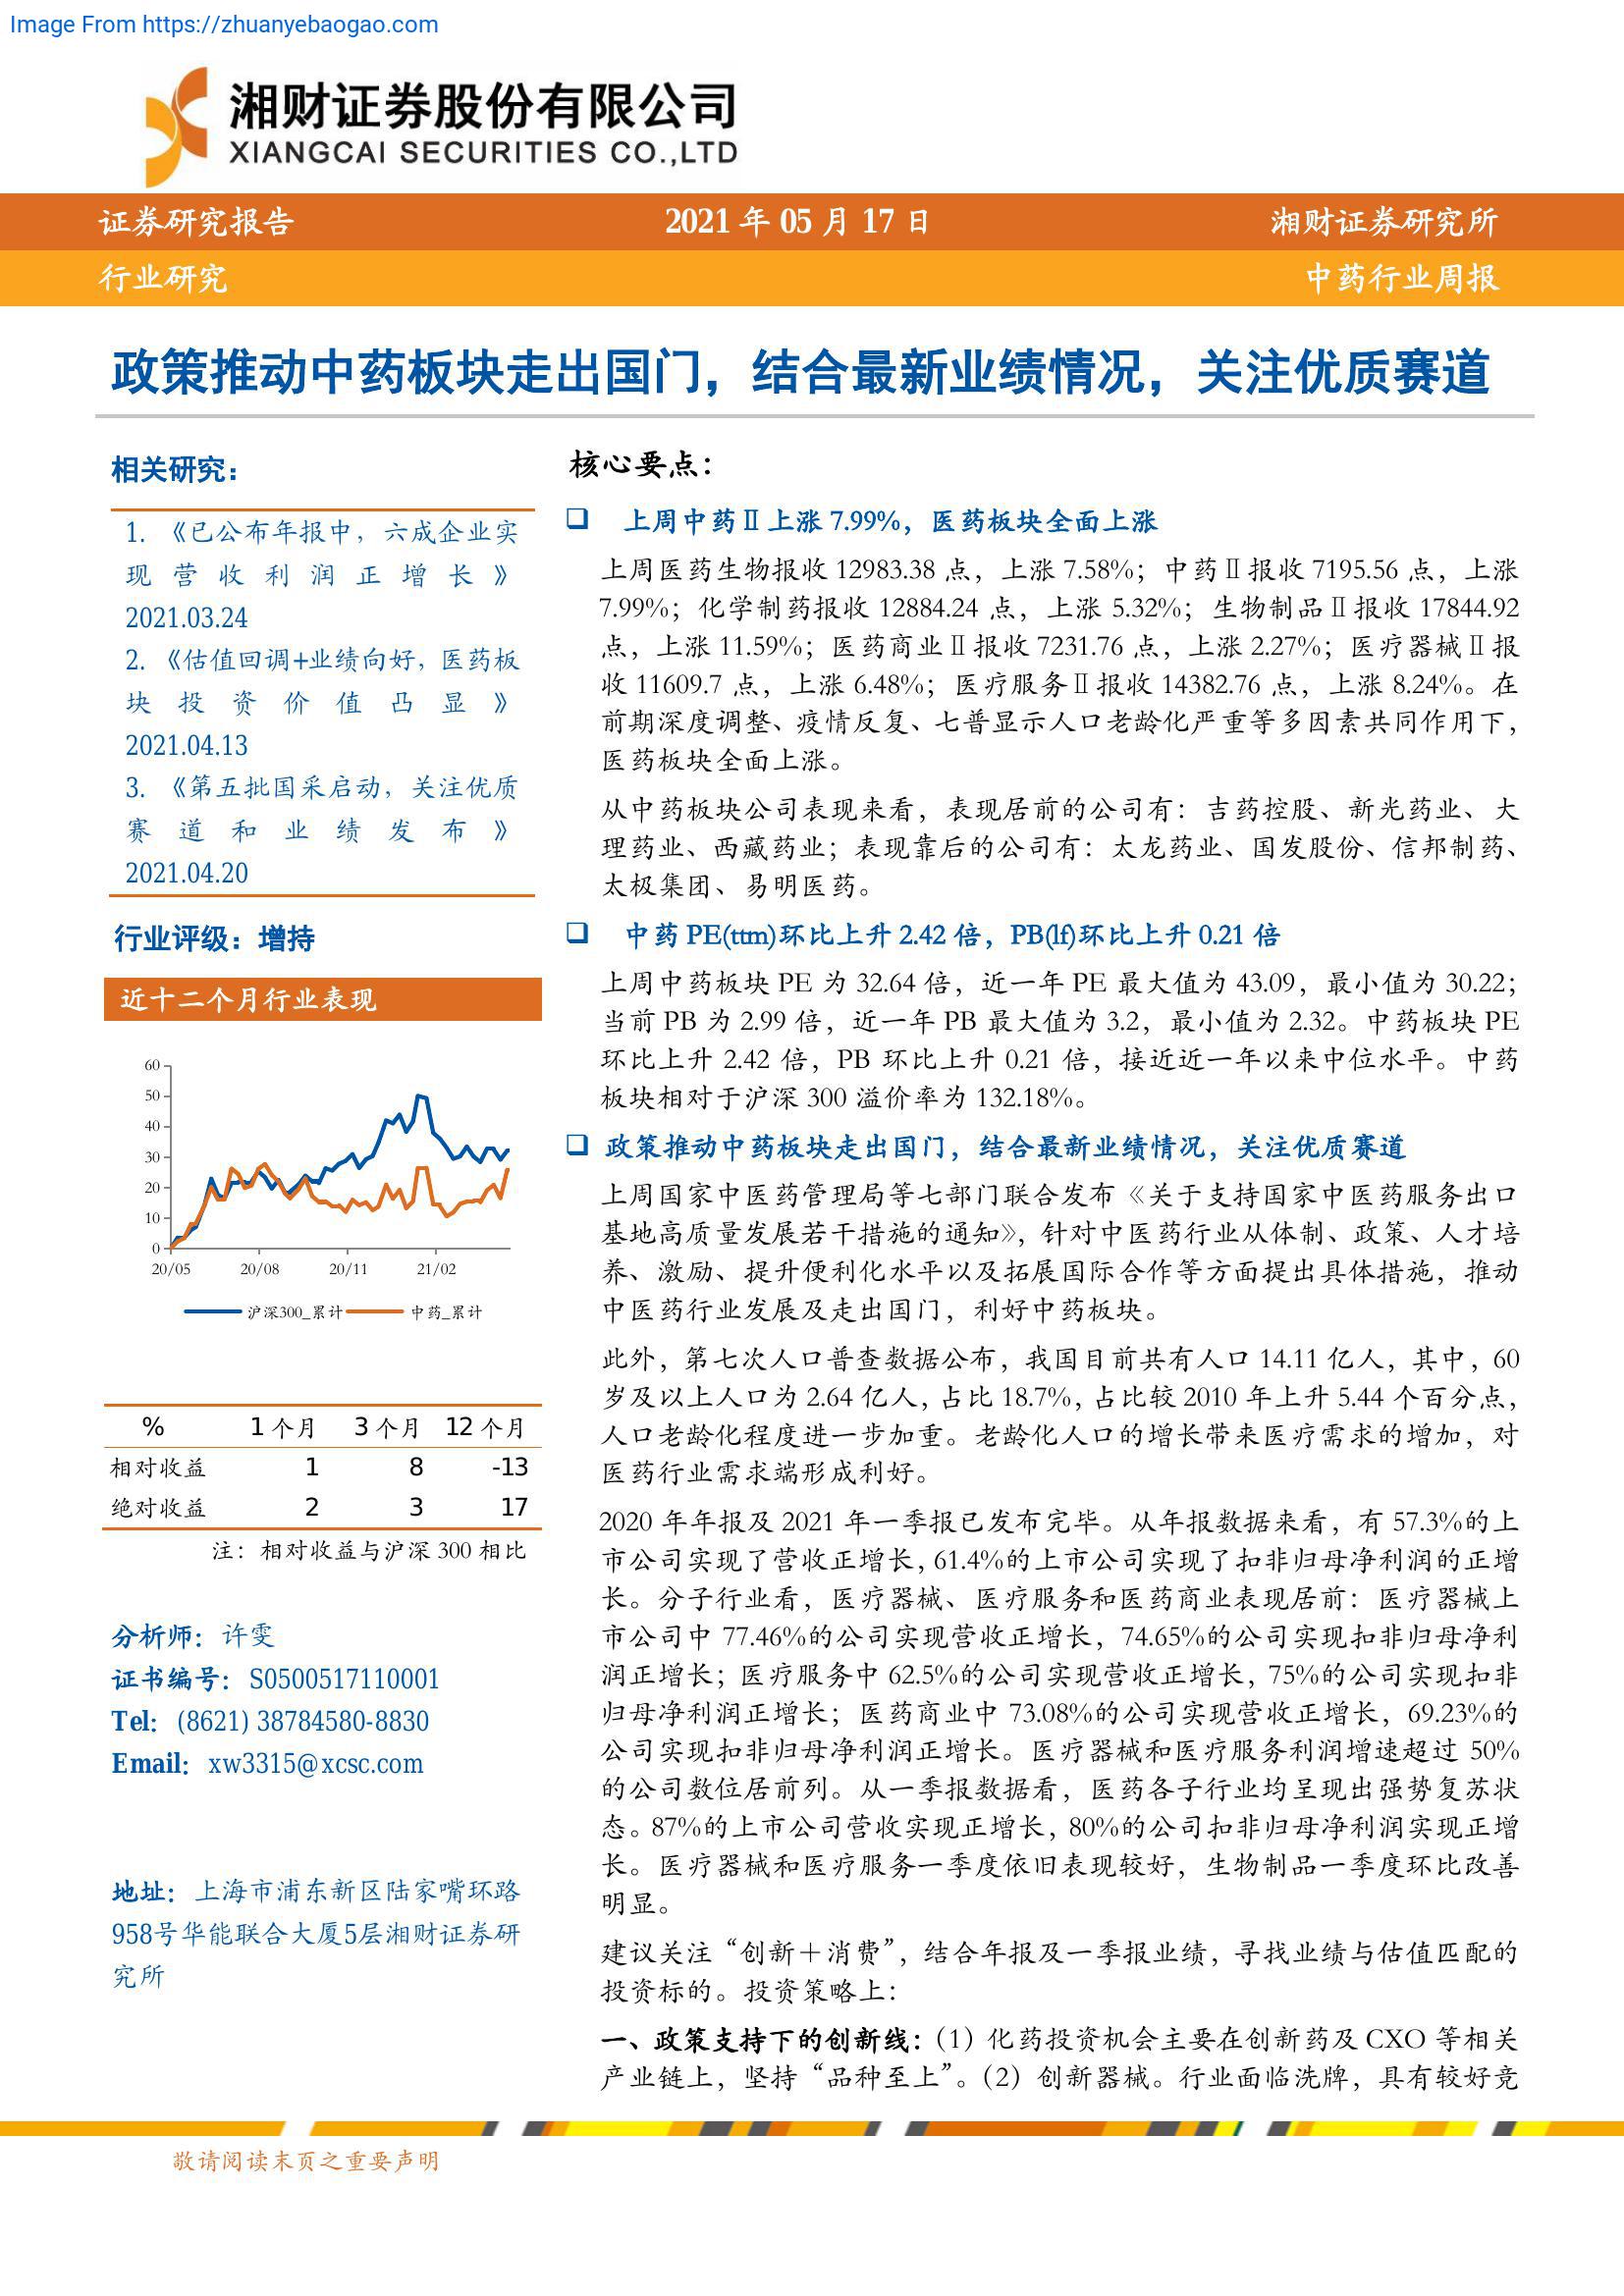 Image From https://zhuanyebaogao.com
湘财证券股份有限公司
XIANGCAI SECURITIES CO.,LTD
证券研究报告
2021 年 05 月 17 日
湘财证券研究所
行业研究
中药行业周报
政策推动中药板块走出国门，结合最新业绩情况，关注优质赛道
相关研究：
1. 《已公布年报中，六成企业实
现营收利润正增长》
2021.03.24
2. 《估值回调+业绩向好，医药板
块投资价值凸显》
2021.04.13
3. 《第五批国采启动，关注优质
赛道和业绩发布》
2021.04.20
行业评级：增持
近十二个月行业表现
60
50
40
30
20
10
0
20/05
20/08
20/11
21/02
沪深300_累计
中药_累计
% 1 个月 3 个月 12 个月
相对收益 1 8 -13
绝对收益 2 3 17
注：相对收益与沪深 300 相比
分析师：许雯
证书编号：S0500517110001
Tel：(8621) 38784580-8830
Email：xw3315@xcsc.com
地址：上海市浦东新区陆家嘴环路
958号华能联合大厦5层湘财证券研
究所
核心要点：
❑ 上周中药Ⅱ上涨 7.99%，医药板块全面上涨
上周医药生物报收 12983.38 点，上涨 7.58%；中药Ⅱ报收 7195.56 点，上涨
7.99%；化学制药报收 12884.24 点，上涨 5.32%；生物制品Ⅱ报收 17844.92
点，上涨 11.59%；医药商业Ⅱ报收 7231.76 点，上涨 2.27%；医疗器械Ⅱ报
收 11609.7 点，上涨 6.48%；医疗服务Ⅱ报收 14382.76 点，上涨 8.24%。在
前期深度调整、疫情反复、七普显示人口老龄化严重等多因素共同作用下，
医药板块全面上涨。
从中药板块公司表现来看，表现居前的公司有：吉药控股、新光药业、大
理药业、西藏药业；表现靠后的公司有：太龙药业、国发股份、信邦制药、
太极集团、易明医药。
❑ 中药 PE(ttm)环比上升 2.42 倍，PB(lf)环比上升 0.21 倍
上周中药板块 PE 为 32.64 倍，近一年 PE 最大值为 43.09，最小值为 30.22；
当前 PB 为 2.99 倍，近一年 PB 最大值为 3.2，最小值为 2.32。中药板块 PE
环比上升 2.42 倍，PB 环比上升 0.21 倍，接近近一年以来中位水平。中药
板块相对于沪深 300 溢价率为 132.18%。
❑ 政策推动中药板块走出国门，结合最新业绩情况，关注优质赛道
上周国家中医药管理局等七部门联合发布《关于支持国家中医药服务出口
基地高质量发展若干措施的通知》，针对中医药行业从体制、政策、人才培
养、激励、提升便利化水平以及拓展国际合作等方面提出具体措施，推动
中医药行业发展及走出国门，利好中药板块。
此外，第七次人口普查数据公布，我国目前共有人口 14.11 亿人，其中，60
岁及以上人口为 2.64 亿人，占比 18.7%，占比较 2010 年上升 5.44 个百分点，
人口老龄化程度进一步加重。老龄化人口的增长带来医疗需求的增加，对
医药行业需求端形成利好。
2020 年年报及 2021 年一季报已发布完毕。从年报数据来看，有 57.3%的上
市公司实现了营收正增长，61.4%的上市公司实现了扣非归母净利润的正增
长。分子行业看，医疗器械、医疗服务和医药商业表现居前：医疗器械上
市公司中 77.46%的公司实现营收正增长，74.65%的公司实现扣非归母净利
润正增长；医疗服务中 62.5%的公司实现营收正增长，75%的公司实现扣非
归母净利润正增长；医药商业中 73.08%的公司实现营收正增长，69.23%的
公司实现扣非归母净利润正增长。医疗器械和医疗服务利润增速超过 50%
的公司数位居前列。从一季报数据看，医药各子行业均呈现出强势复苏状
态。87%的上市公司营收实现正增长，80%的公司扣非归母净利润实现正增
长。医疗器械和医疗服务一季度依旧表现较好，生物制品一季度环比改善
明显。
建议关注“创新＋消费”，结合年报及一季报业绩，寻找业绩与估值匹配的
投资标的。投资策略上：
一、政策支持下的创新线：（1）化药投资机会主要在创新药及 CXO 等相关
产业链上，坚持“品种至上”。（2）创新器械。行业面临洗牌，具有较好竞
敬请阅读末页之重要声明